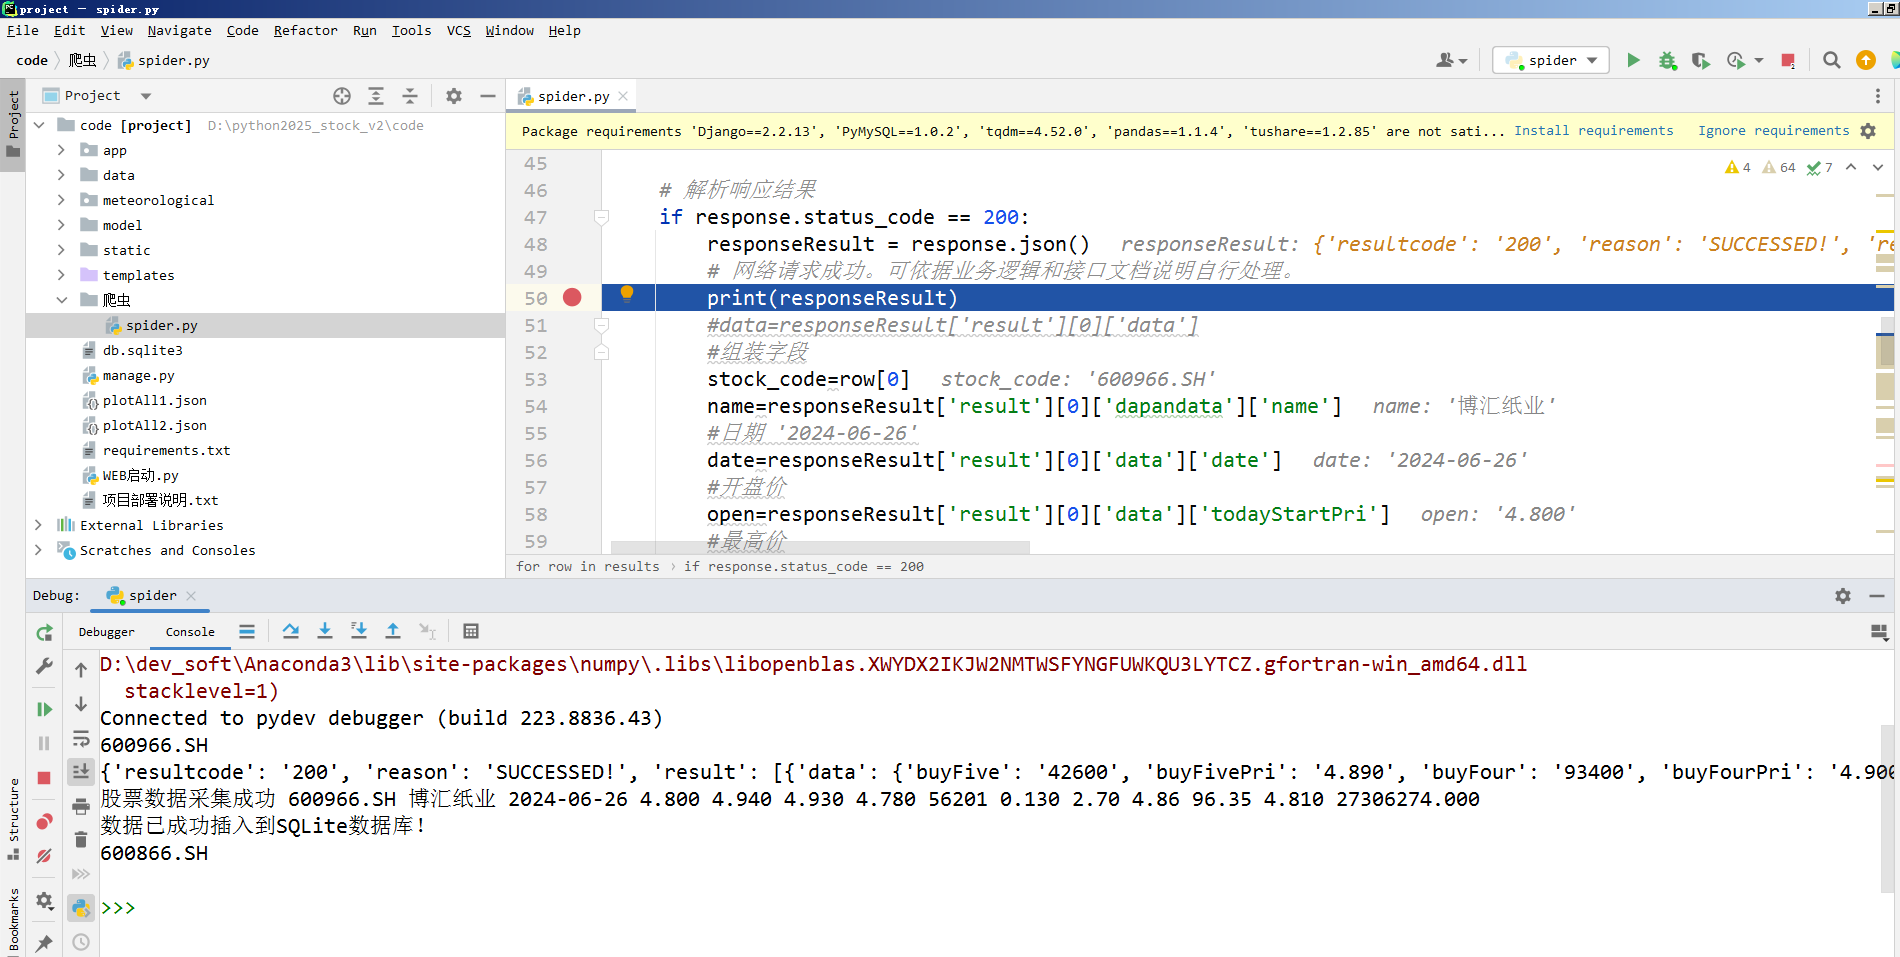 project – spider.py
File Edit View Navigate Code Refactor Run Tools VCS Window Help
code 爬虫 spider.py
spider
Project
Project
code [project] D:\python2025_stock_v2\code
app
data
meteorological
model
static
templates
爬虫
spider.py
db.sqlite3
manage.py
plotAll1.json
plotAll2.json
requirements.txt
WEB启动.py
项目部署说明.txt
External Libraries
Scratches and Consoles
spider.py
Package requirements 'Django==2.2.13', 'PyMySQL==1.0.2', 'tqdm==4.52.0', 'pandas==1.1.4', 'tushare==1.2.85' are not sati... Install requirements Ignore requirements
4 64 7
45
46 # 解析响应结果
47 if response.status_code == 200:
48 responseResult = response.json() responseResult: {'resultcode': '200', 'reason': 'SUCCESSED!', 're
49 # 网络请求成功。可依据业务逻辑和接口文档说明自行处理。
50 print(responseResult)
51 #data=responseResult['result'][0]['data']
52 #组装字段
53 stock_code=row[0] stock_code: '600966.SH'
54 name=responseResult['result'][0]['dapandata']['name'] name: '博汇纸业'
55 #日期 '2024-06-26'
56 date=responseResult['result'][0]['data']['date'] date: '2024-06-26'
57 #开盘价
58 open=responseResult['result'][0]['data']['todayStartPri'] open: '4.800'
59 #最高价
for row in results › if response.status_code == 200
Debug: spider
Debugger Console
D:\dev_soft\Anaconda3\lib\site-packages\numpy\.libs\libopenblas.XWYDX2IKJW2NMTWSFYNGFUWKQU3LYTCZ.gfortran-win_amd64.dll
stacklevel=1)
Connected to pydev debugger (build 223.8836.43)
600966.SH
{'resultcode': '200', 'reason': 'SUCCESSED!', 'result': [{'data': {'buyFive': '42600', 'buyFivePri': '4.890', 'buyFour': '93400', 'buyFourPri': '4.900
股票数据采集成功 600966.SH 博汇纸业 2024-06-26 4.800 4.940 4.930 4.780 56201 0.130 2.70 4.86 96.35 4.810 27306274.000
数据已成功插入到SQLite数据库!
600866.SH
>>>
Structure
Bookmarks